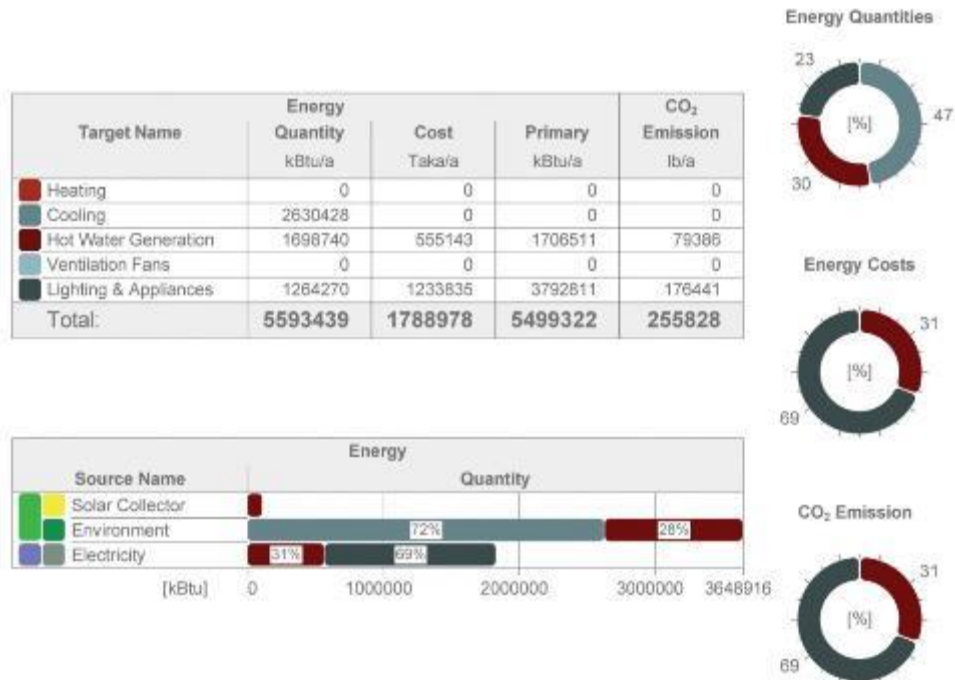 Energy Quantities
23
[%]
47
30
Energy CO₂
Target Name Quantity Cost Primary Emission
kBtu/a Taka/a kBtu/a lb/a
Heating 0 0 0 0
Cooling 2630428 0 0 0
Hot Water Generation 1698740 555143 1706511 79386
Ventilation Fans 0 0 0 0
Lighting & Appliances 1264270 1233835 3792811 176441
Total: 5593439 1788978 5499322 255828
Energy Costs
31
[%]
69
Energy
Source Name Quantity
Solar Collector
Environment 72% 28%
Electricity 31% 69%
[kBtu] 0 1000000 2000000 3000000 3648916
CO₂ Emission
31
[%]
69